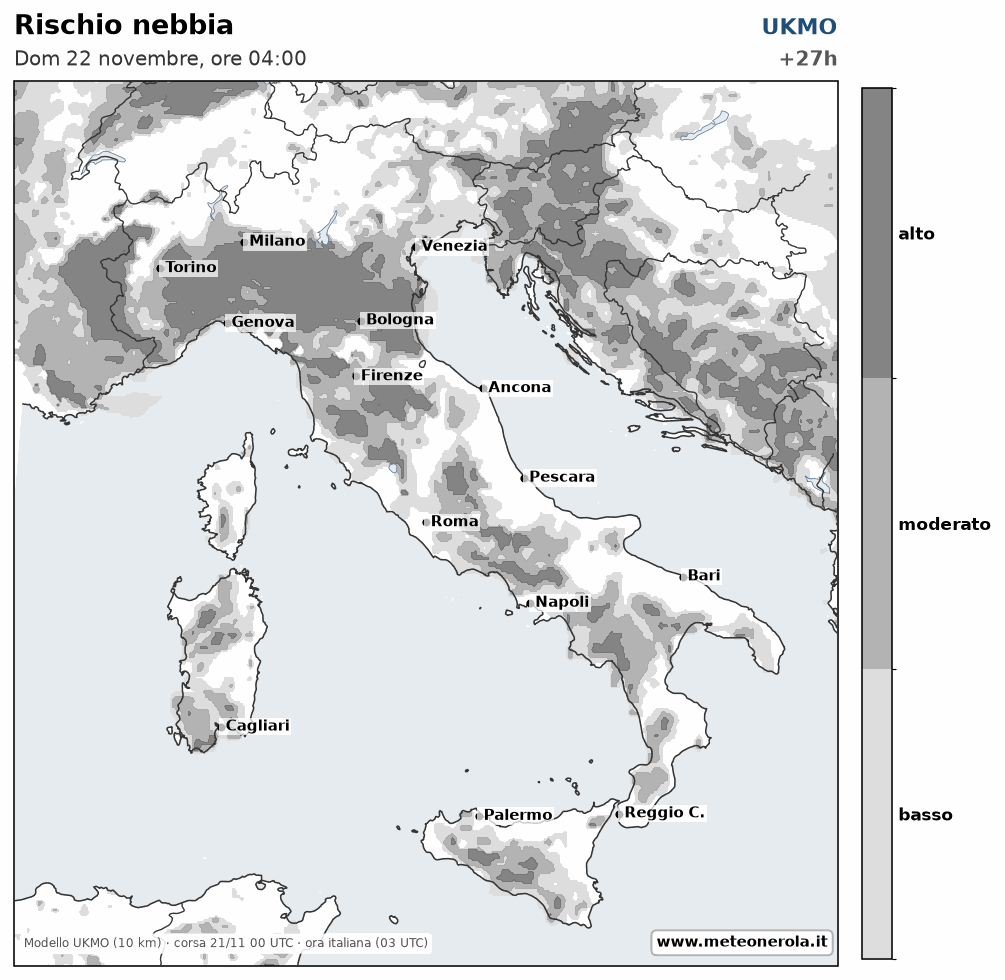 Rischio nebbia
UKMO
Dom 22 novembre, ore 04:00
+27h
alto
moderato
basso
Milano
Venezia
Torino
Genova
Bologna
Firenze
Ancona
Pescara
Roma
Bari
Napoli
Cagliari
Palermo
Reggio C.
Modello UKMO (10 km) · corsa 21/11 00 UTC · ora italiana (03 UTC)
www.meteonerola.it